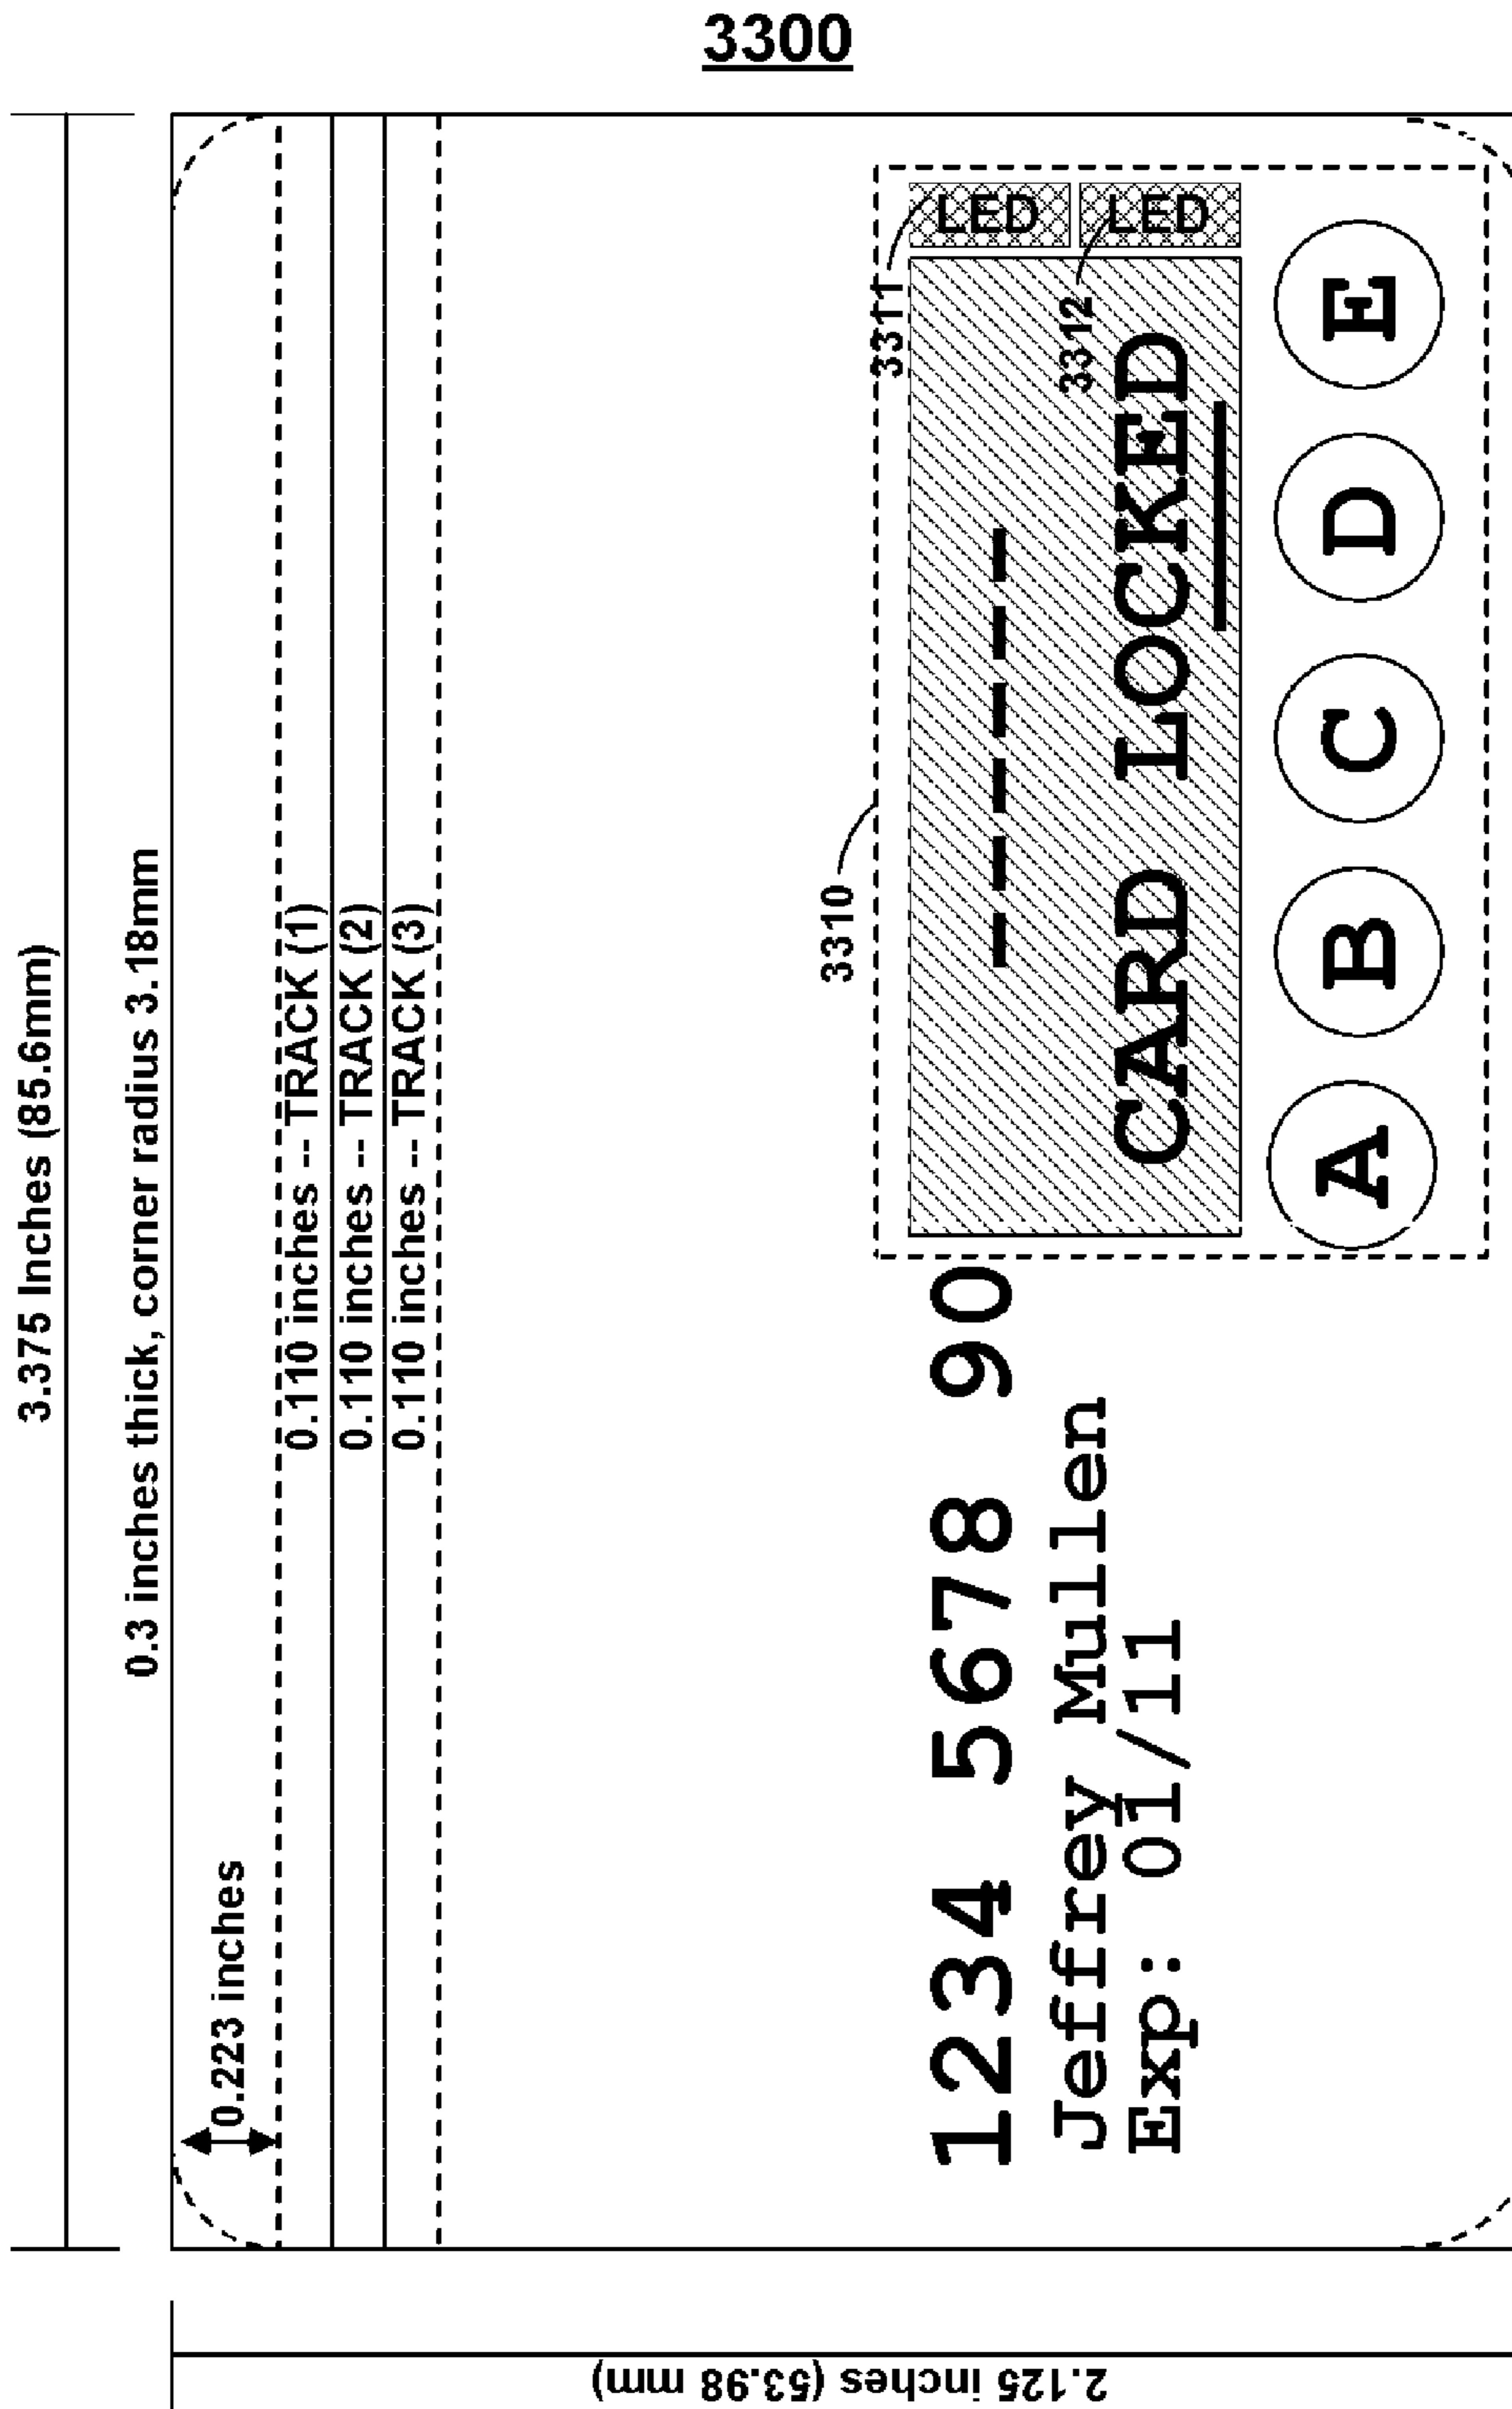 3300
3.375 Inches (85.6mm)
0.3 inches thick, corner radius 3.18mm
0.223 inches
0.110 inches -- TRACK (1)
0.110 inches -- TRACK (2)
0.110 inches -- TRACK (3)
3310
3311
LED
3312
LED
1234 5678 90
Jeffrey Mullen
Exp: 01/11
CARD LOCKED
A B C D E
2.125 inches (53.98 mm)